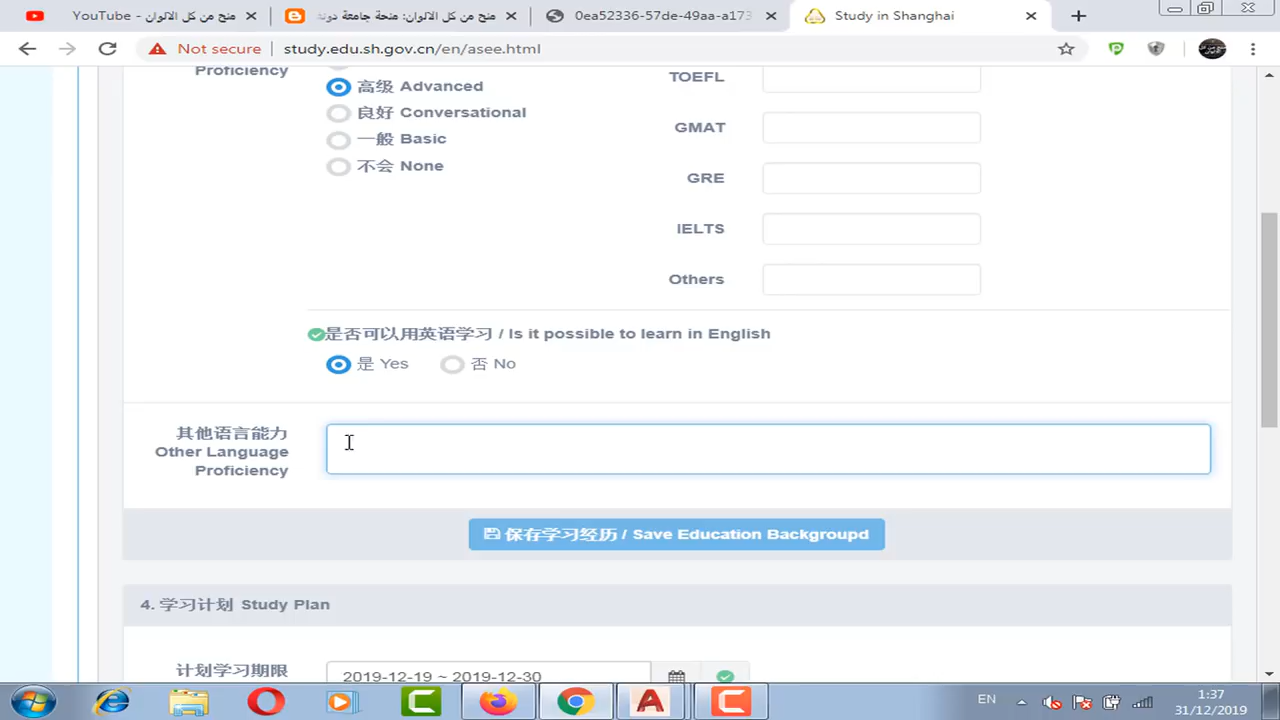 منح من كل الالوان - YouTube
منح من كل الالوان: منحة جامعة دونغ
0ea52336-57de-49aa-a173
Study in Shanghai
Not secure
study.edu.sh.gov.cn/en/asee.html
Proficiency
高级 Advanced
良好 Conversational
一般 Basic
不会 None
TOEFL
GMAT
GRE
IELTS
Others
是否可以用英语学习 / Is it possible to learn in English
是 Yes
否 No
其他语言能力
Other Language
Proficiency
保存学习经历 / Save Education Backgroupd
4. 学习计划 Study Plan
计划学习期限
2019-12-19 ~ 2019-12-30
EN
1:37
31/12/2019